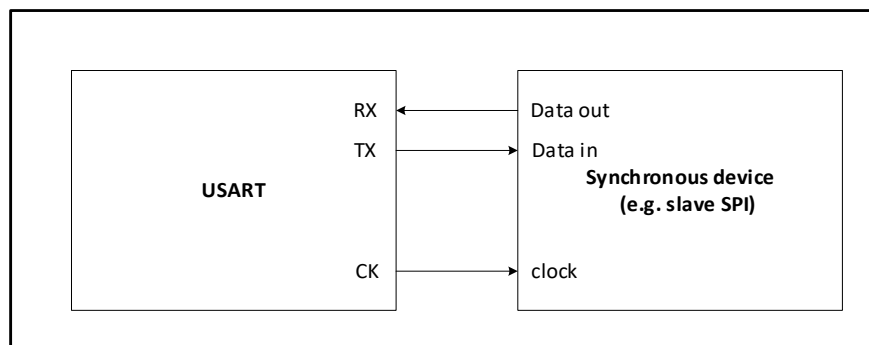 RX
Data out
TX
Data in
USART
Synchronous device
(e.g. slave SPI)
CK
clock